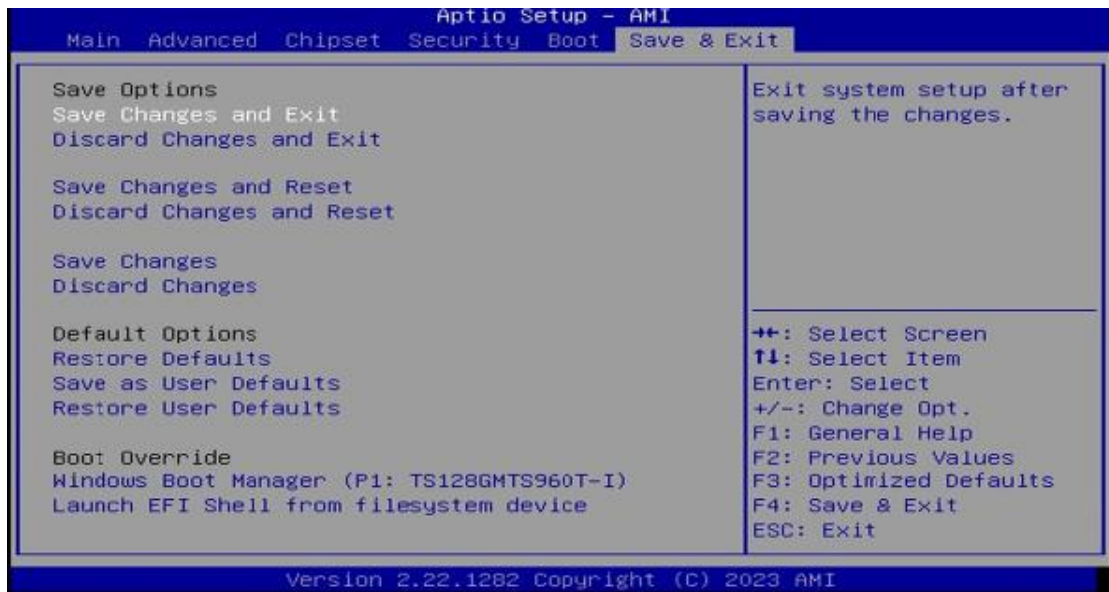 Aptio Setup - AMI
Main Advanced Chipset Security Boot Save & Exit
Save Options
Save Changes and Exit
Discard Changes and Exit
Save Changes and Reset
Discard Changes and Reset
Save Changes
Discard Changes
Default Options
Restore Defaults
Save as User Defaults
Restore User Defaults
Boot Override
Windows Boot Manager (P1: TS128GMTS960T-I)
Launch EFI Shell from filesystem device
Exit system setup after
saving the changes.
→←: Select Screen
↑↓: Select Item
Enter: Select
+/-: Change Opt.
F1: General Help
F2: Previous Values
F3: Optimized Defaults
F4: Save & Exit
ESC: Exit
Version 2.22.1282 Copyright (C) 2023 AMI